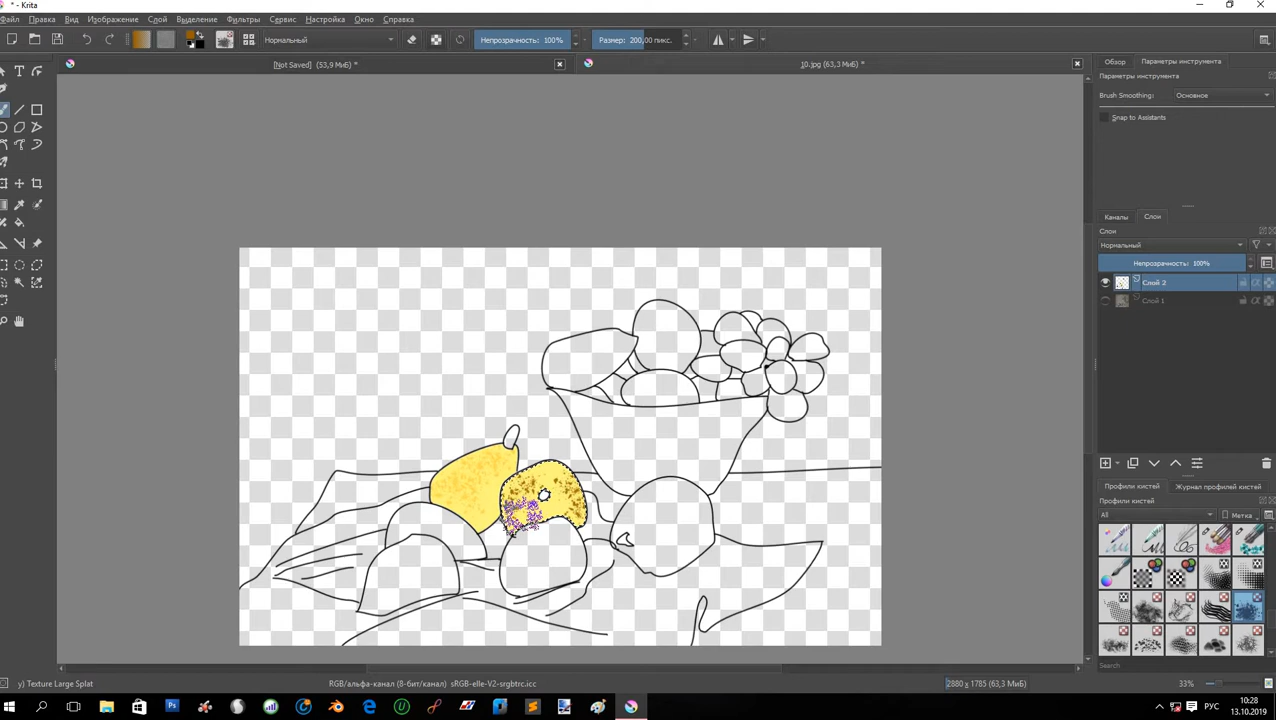 * - Krita
Файл Правка Вид Изображение Слой Выделение Фильтры Сервис Настройка Окно Справка
Нормальный Непрозрачность: 100% Размер: 200,00 пикс.
[Not Saved] (53,9 МиБ) * 10.jpg (63,3 МиБ) *
Обзор Параметры инструмента
Параметры инструмента
Brush Smoothing: Основное
Snap to Assistants
Каналы Слои
Слои
Нормальный
Непрозрачность: 100%
Слой 2
Слой 1
Профили кистей Журнал профилей кистей
Профили кистей
All Метка
Search
y) Texture Large Splat RGB/альфа-канал (8-бит/канал) sRGB-elle-V2-srgbtrc.icc 2880 x 1785 (63,3 МиБ) 33%
РУС 10:28
13.10.2019